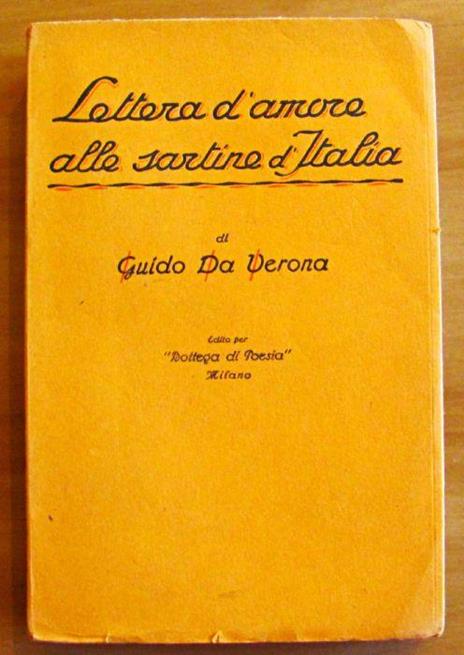 Lettera d'amore
alle sartine d'Italia
di
Guido Da Verona
Edito per
"Bottega di Poesia"
Milano